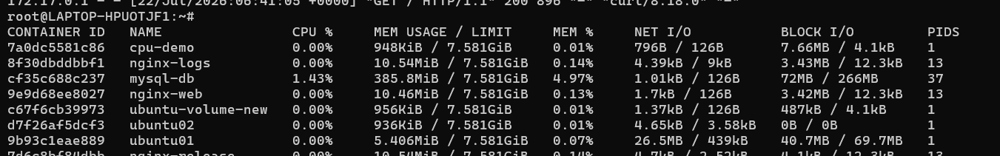 172.17.0.1 - - [22/Jul/2026:06:41:05 +0000] "GET / HTTP/1.1" 200 896 "-" "curl/8.18.0" "-"
root@LAPTOP-HPUOTJF1:~#
CONTAINER ID   NAME                CPU %     MEM USAGE / LIMIT     MEM %     NET I/O           BLOCK I/O         PIDS
7a0dc5581c86   cpu-demo            0.00%     948KiB / 7.581GiB     0.01%     796B / 126B       7.66MB / 4.1kB    1
8f30dbddbbf1   nginx-logs          0.00%     10.54MiB / 7.581GiB   0.14%     4.39kB / 9kB      3.43MB / 12.3kB   13
cf35c688c237   mysql-db            1.43%     385.8MiB / 7.581GiB   4.97%     1.01kB / 126B     72MB / 266MB      37
9e9d68ee8027   nginx-web           0.00%     10.46MiB / 7.581GiB   0.13%     1.7kB / 126B      3.42MB / 12.3kB   13
c67f6cb39973   ubuntu-volume-new   0.00%     956KiB / 7.581GiB     0.01%     1.37kB / 126B     487kB / 4.1kB     1
d7f26af5dcf3   ubuntu02            0.00%     936KiB / 7.581GiB     0.01%     4.65kB / 3.58kB   0B / 0B           1
9b93c1eae889   ubuntu01            0.00%     5.406MiB / 7.581GiB   0.07%     26.5MB / 439kB    40.7MB / 69.7MB   1
7d6c8bf84dbb   nginx-release       0.00%     10.54MiB / 7.581GiB   0.14%     4.7kB / 2.52kB    4.1kB / 12.3kB    13